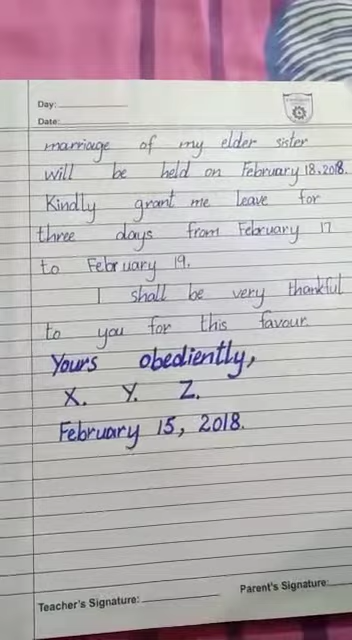 Day:
Date:
marriage of my elder sister
will be held on February 18, 2018.
Kindly grant me leave for
three days from February 17
to February 19.
I shall be very thankful
to you for this favour.
Yours obediently,
X. Y. Z.
February 15, 2018.
Teacher's Signature:
Parent's Signature: